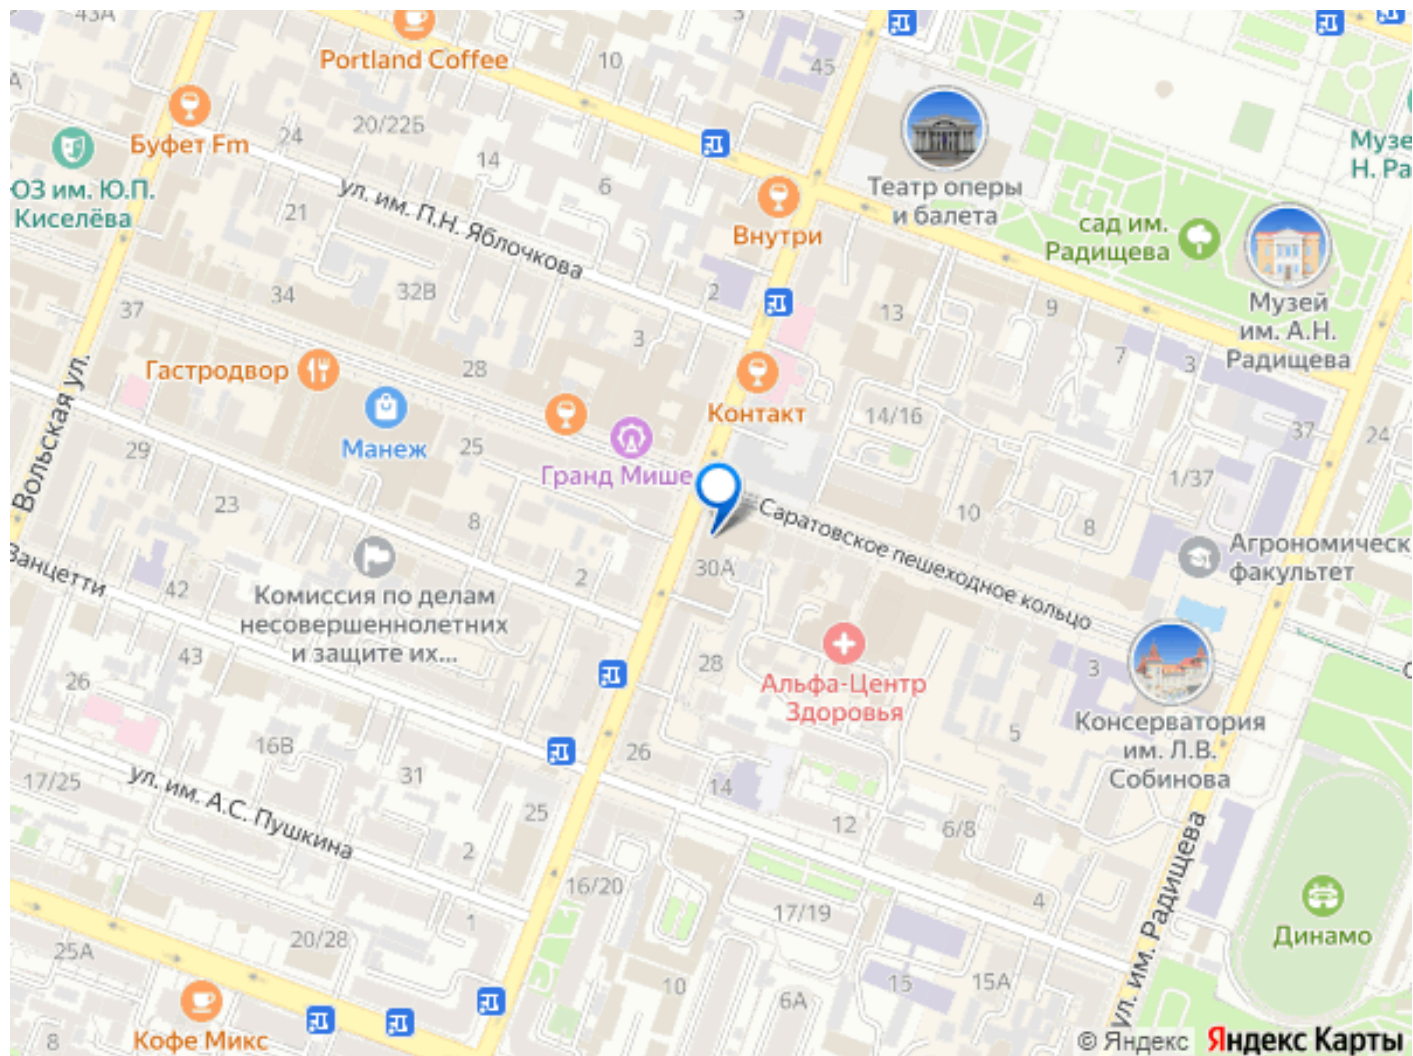 43А
3
Portland Coffee
10
45
А
Буфет Fm
24
20/22Б
14
6
Театр оперы
и балета
Музе
Н. Ра
ОЗ им. Ю.П.
Киселёва
21
ул. им. П.Н. Яблочкова
Внутри
сад им.
Радищева
34
32В
2
13
9
Музей
им. А.Н.
Радищева
37
3
7
3
Гастродвор
28
Контакт
14/16
Манеж
25
37
24
29
Гранд Мише
1/37
Вольская ул.
23
8
Саратовское пешеходное кольцо
10
8
Агрономическ
факультет
Ванцетти
42
2
30А
Комиссия по делам
несовершеннолетних
и защите их...
43
28
3
26
Альфа-Центр
Здоровья
С
16В
26
5
Консерватория
им. Л.В.
Собинова
17/25
31
14
ул. им. А.С. Пушкина
25
12
6/8
2
16/20
4
1
17/19
ул. им. Радищева
25А
20/28
Динамо
10
15
15А
6А
8
Кофе Микс
© Яндекс Яндекс Карты